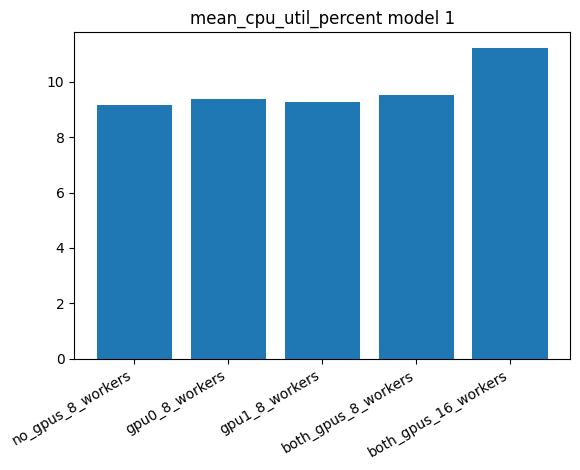 mean_cpu_util_percent model 1
10
8
6
4
2
0
no_gpus_8_workers
gpu0_8_workers
gpu1_8_workers
both_gpus_8_workers
both_gpus_16_workers